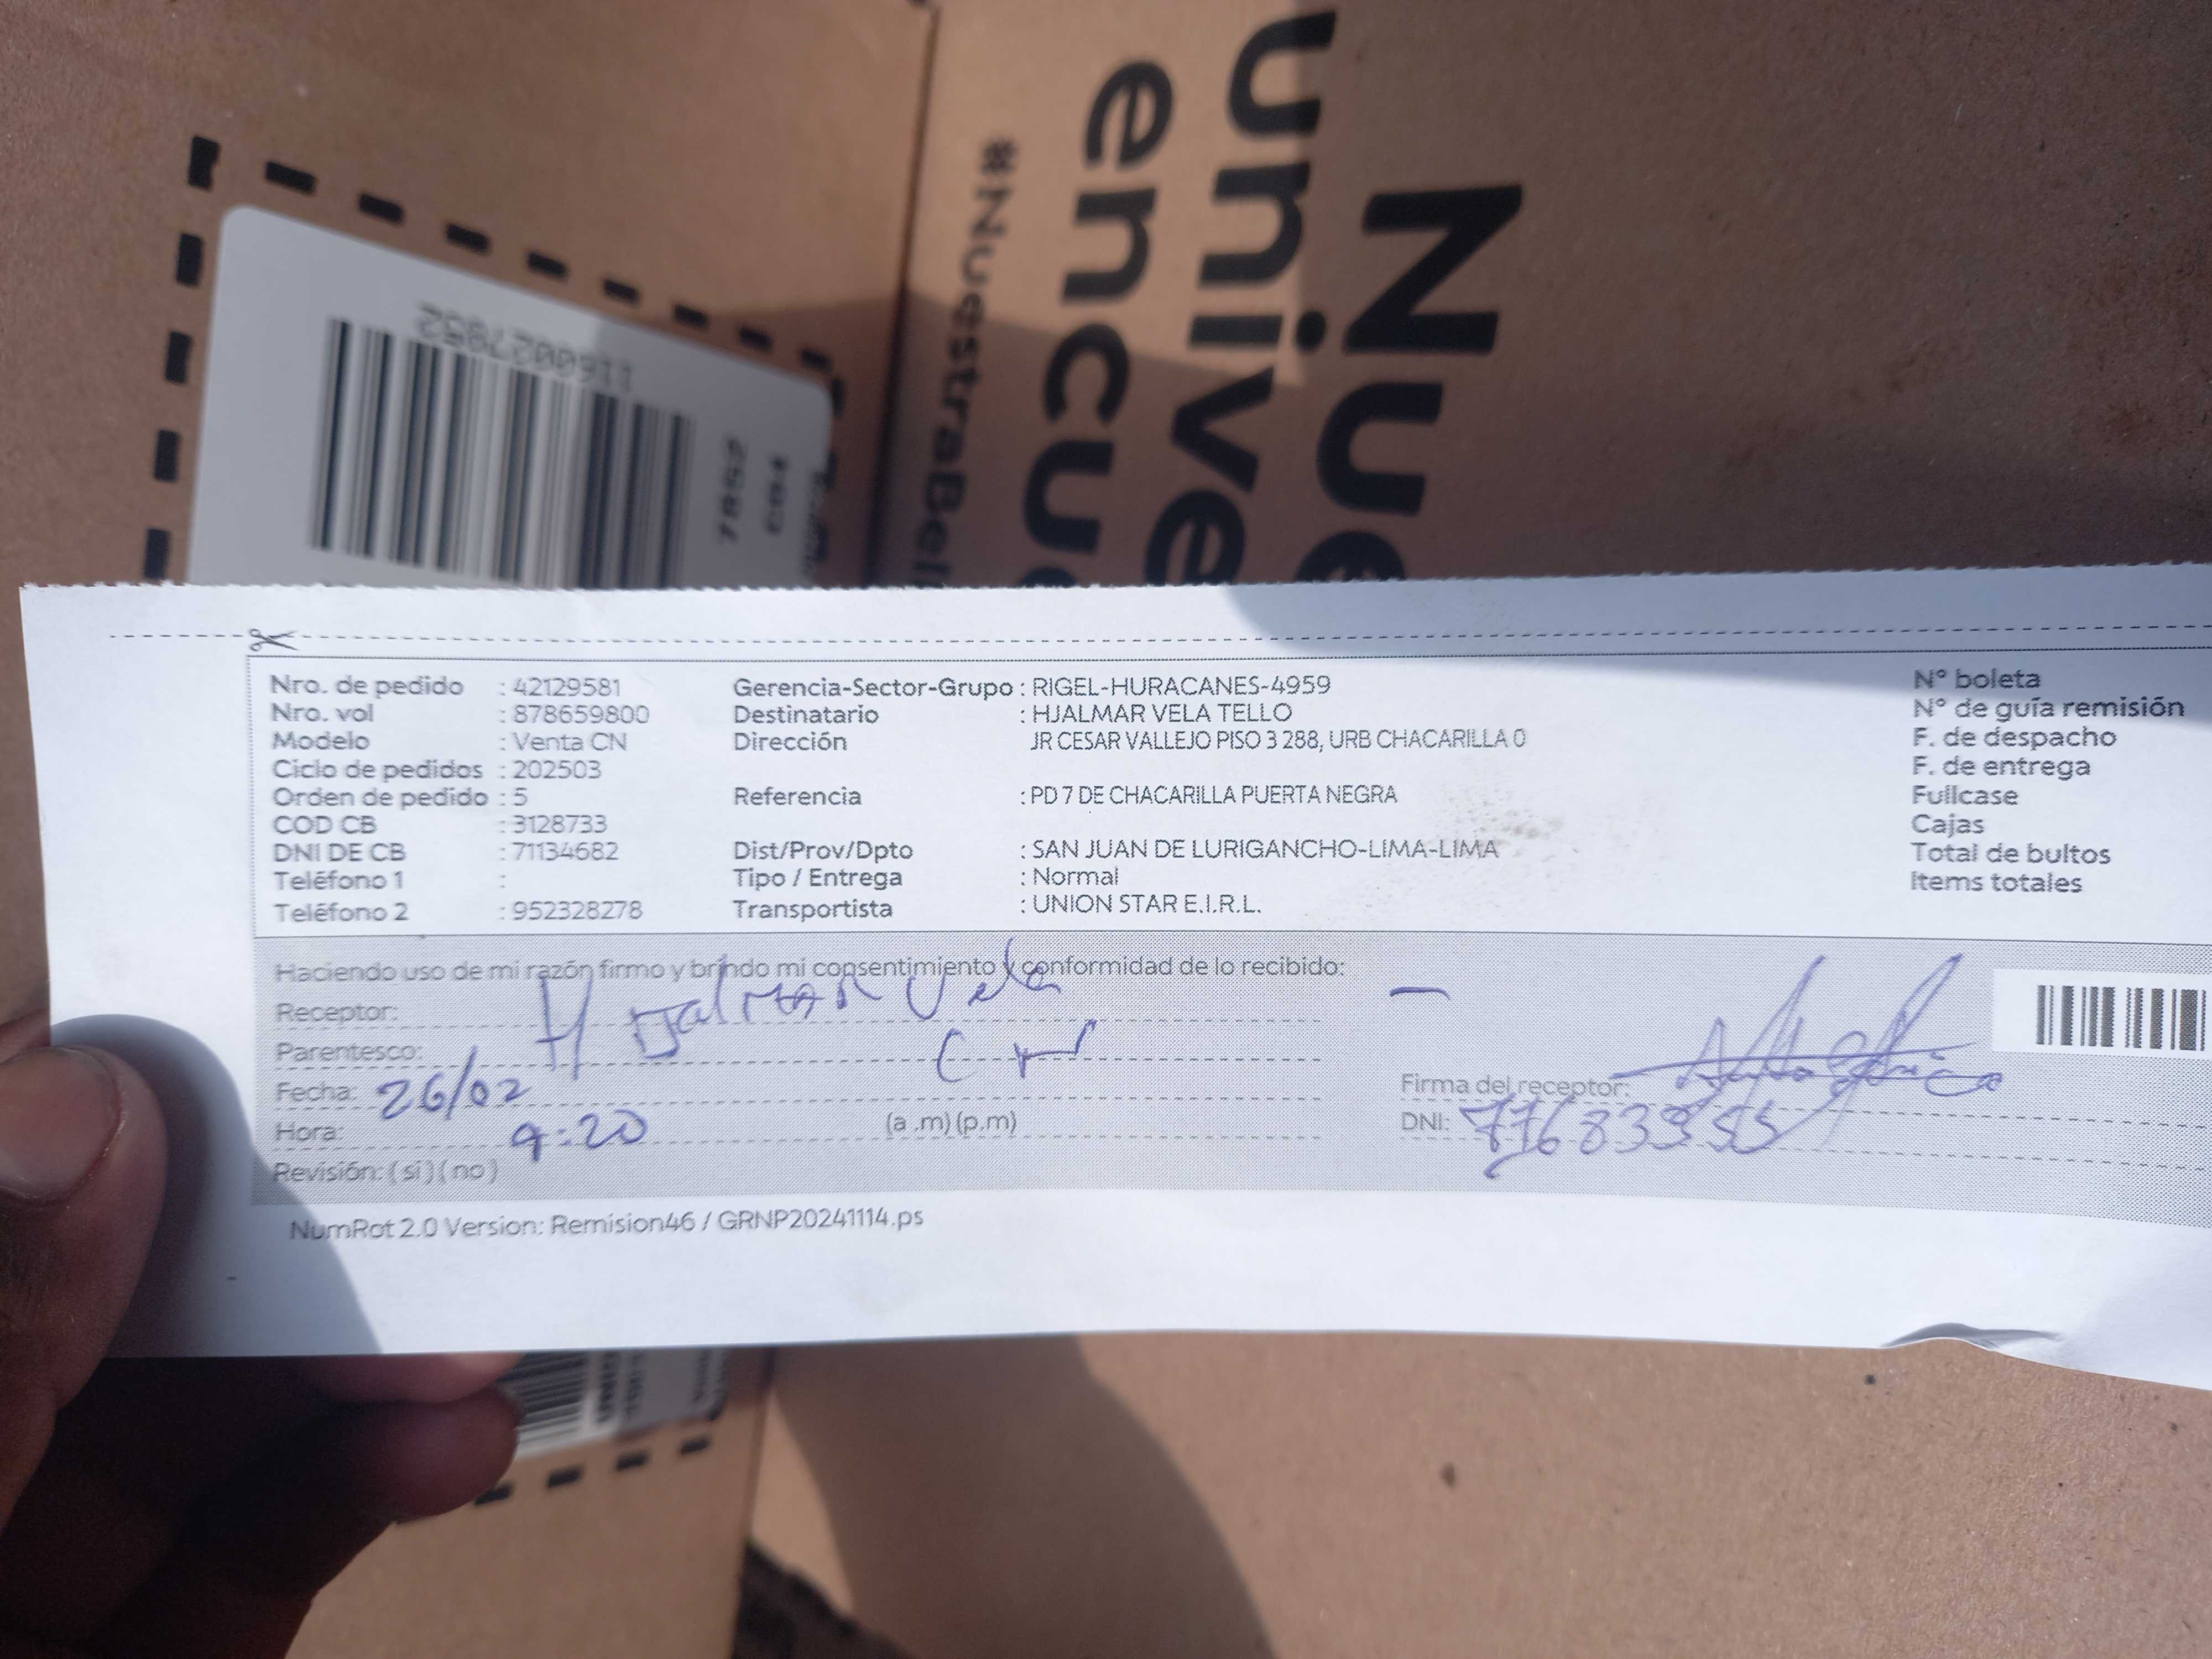 Nue
unive
encue
#NuestraBel
1160027852
7852
F03
Nro. de pedido : 42129581
Nro. vol : 878659800
Modelo : Venta CN
Ciclo de pedidos : 202503
Orden de pedido : 5
COD CB : 3128733
DNI DE CB : 71134682
Teléfono 1 :
Teléfono 2 : 952328278
Gerencia-Sector-Grupo : RIGEL-HURACANES-4959
Destinatario : HJALMAR VELA TELLO
Dirección JR CESAR VALLEJO PISO 3 288, URB CHACARILLA 0
Referencia : PD 7 DE CHACARILLA PUERTA NEGRA
Dist/Prov/Dpto : SAN JUAN DE LURIGANCHO-LIMA-LIMA
Tipo / Entrega : Normal
Transportista : UNION STAR E.I.R.L.
N° boleta
N° de guía remisión
F. de despacho
F. de entrega
Fullcase
Cajas
Total de bultos
Items totales
Haciendo uso de mi razón firmo y brindo mi consentimiento y conformidad de lo recibido:
Receptor: Hjalmar Vela
Parentesco:
Fecha: 26/02
Hora: 9:20 (a .m) (p.m)
Revisión: ( si ) ( no )
Firma del receptor:
DNI:
NumRot 2.0 Version: Remision46 / GRNP20241114.ps